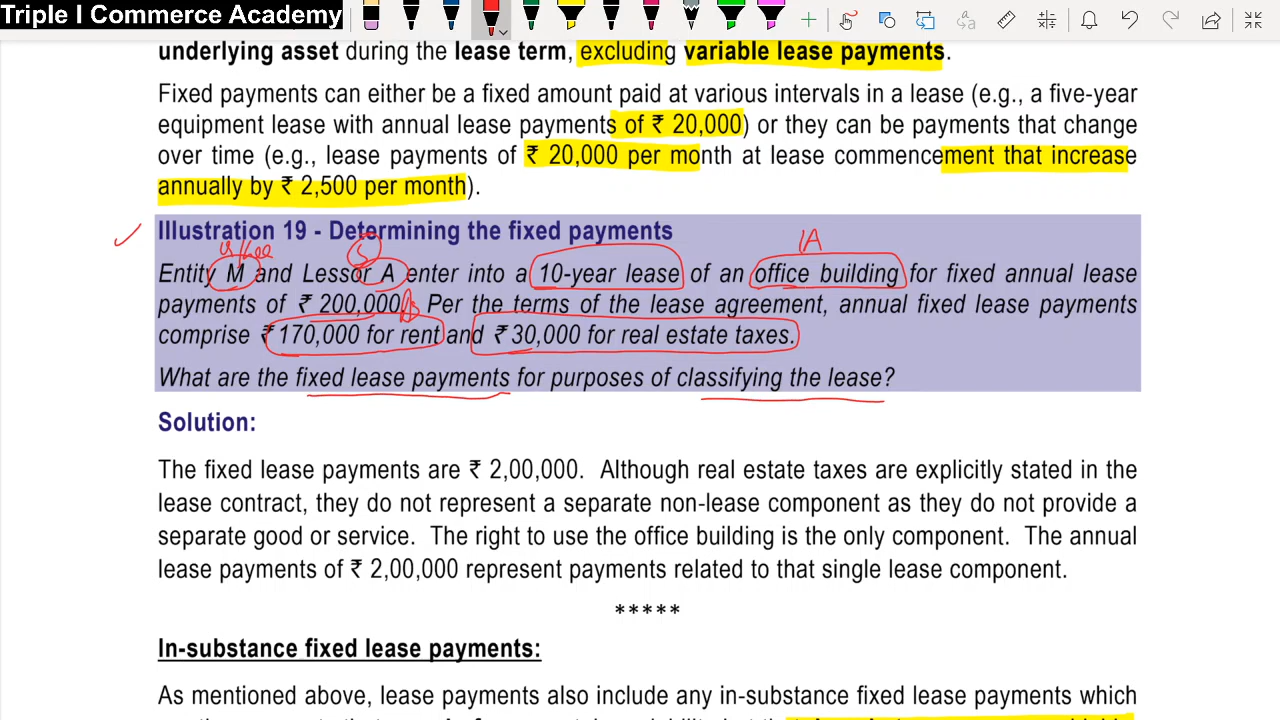 Triple I Commerce Academy
underlying asset during the lease term, excluding variable lease payments.
Fixed payments can either be a fixed amount paid at various intervals in a lease (e.g., a five-year
equipment lease with annual lease payments of ₹ 20,000) or they can be payments that change
over time (e.g., lease payments of ₹ 20,000 per month at lease commencement that increase
annually by ₹ 2,500 per month).
Illustration 19 - Determining the fixed payments
S
IA
Entity M and Lessor A enter into a 10-year lease of an office building for fixed annual lease
payments of ₹ 200,000. Per the terms of the lease agreement, annual fixed lease payments
comprise ₹ 170,000 for rent and ₹ 30,000 for real estate taxes.
What are the fixed lease payments for purposes of classifying the lease?
Solution:
The fixed lease payments are ₹ 2,00,000. Although real estate taxes are explicitly stated in the
lease contract, they do not represent a separate non-lease component as they do not provide a
separate good or service. The right to use the office building is the only component. The annual
lease payments of ₹ 2,00,000 represent payments related to that single lease component.
*****
In-substance fixed lease payments:
As mentioned above, lease payments also include any in-substance fixed lease payments which